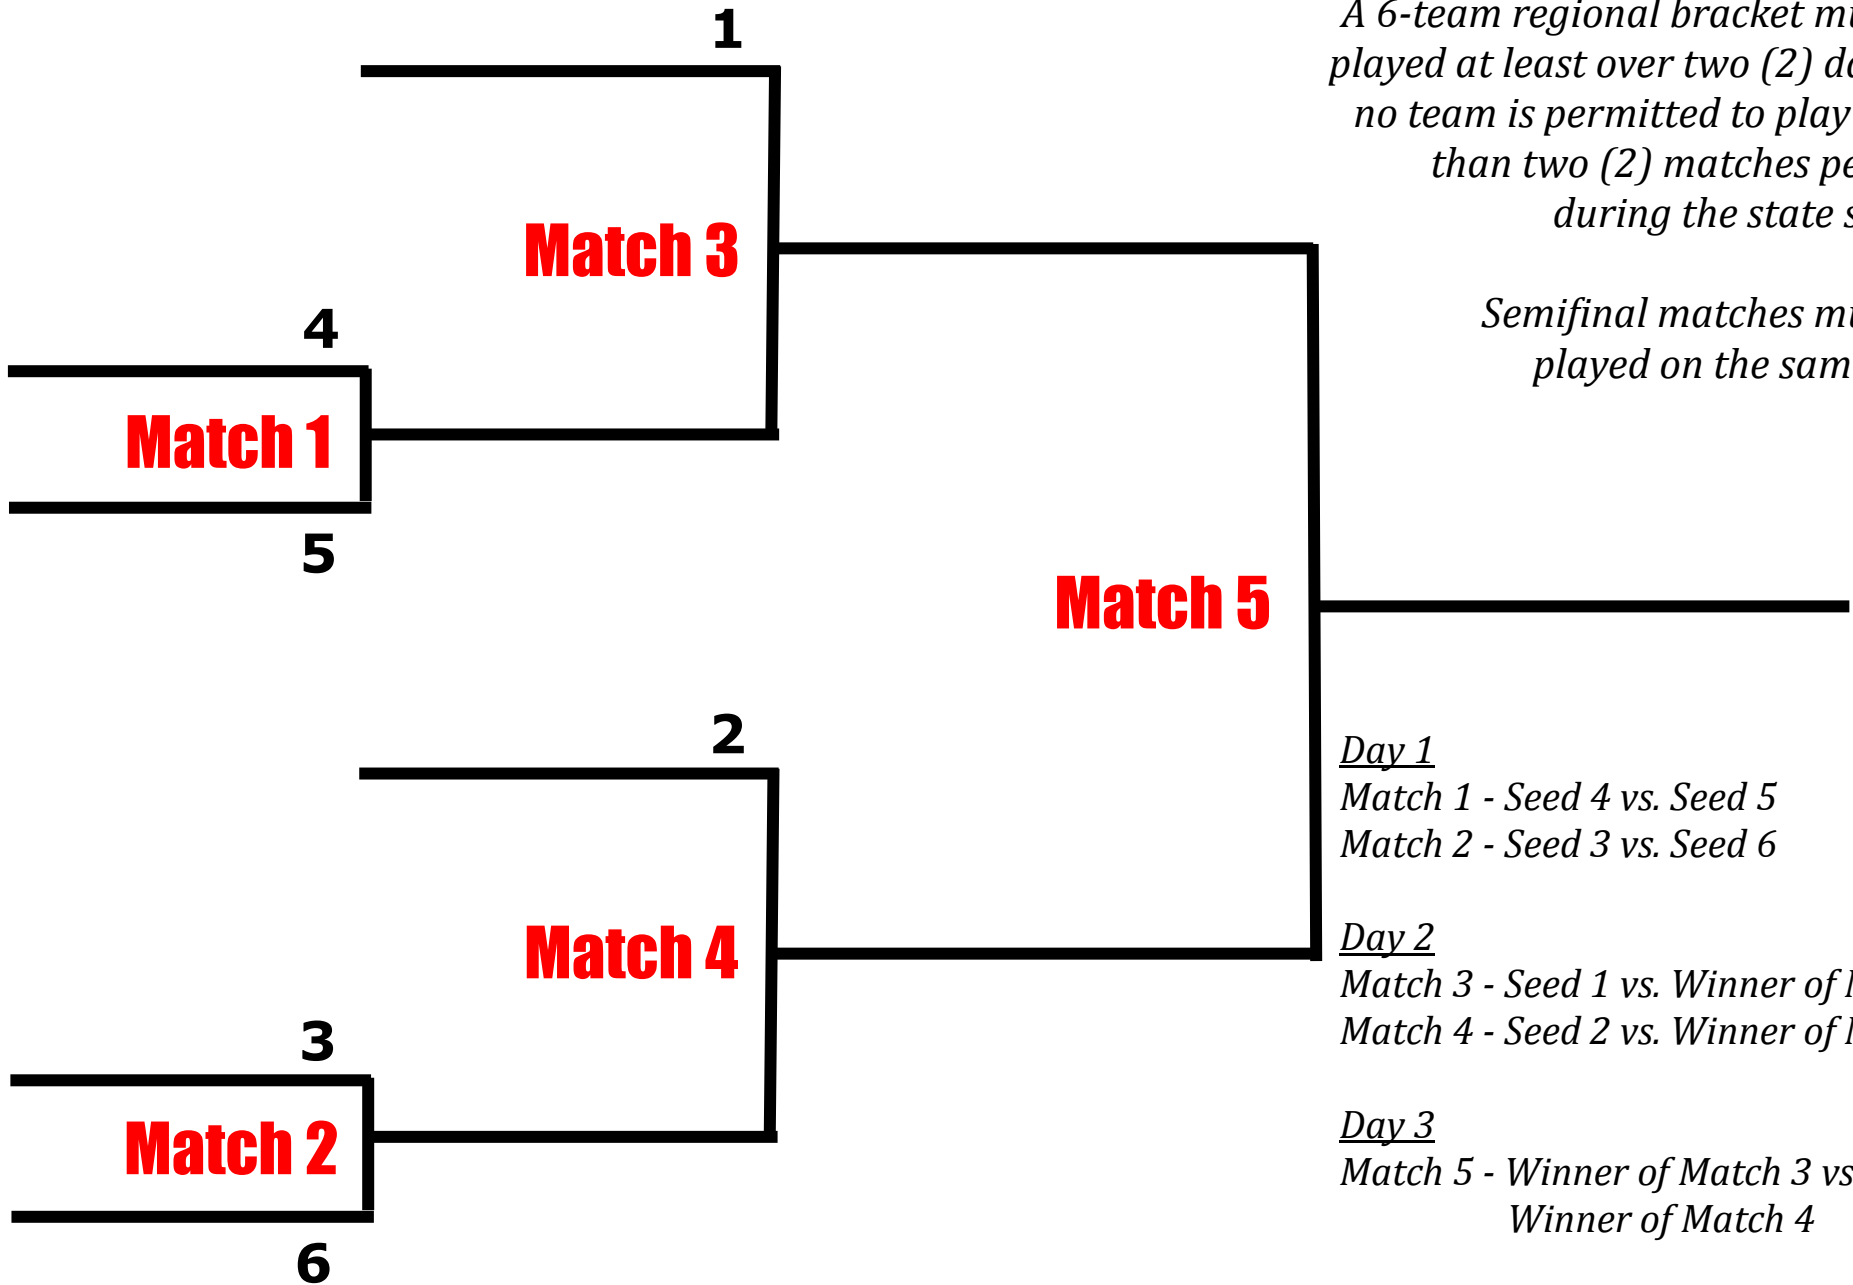 1
A 6-team regional bracket
played at least over two (2)
no team is permitted to play
than two (2) matches
during the state
Match 3
Semifinal matches
played on the
4
Match 1
5
Match 5
2
Day 1
Match 1 - Seed 4 vs. Seed 5
Match 2 - Seed 3 vs. Seed 6
Match 4
Day 2
Match 3 - Seed 1 vs. Winner of
Match 4 - Seed 2 vs. Winner of
3
Match 2
6
Day 3
Match 5 - Winner of Match 3 vs
Winner of Match 4